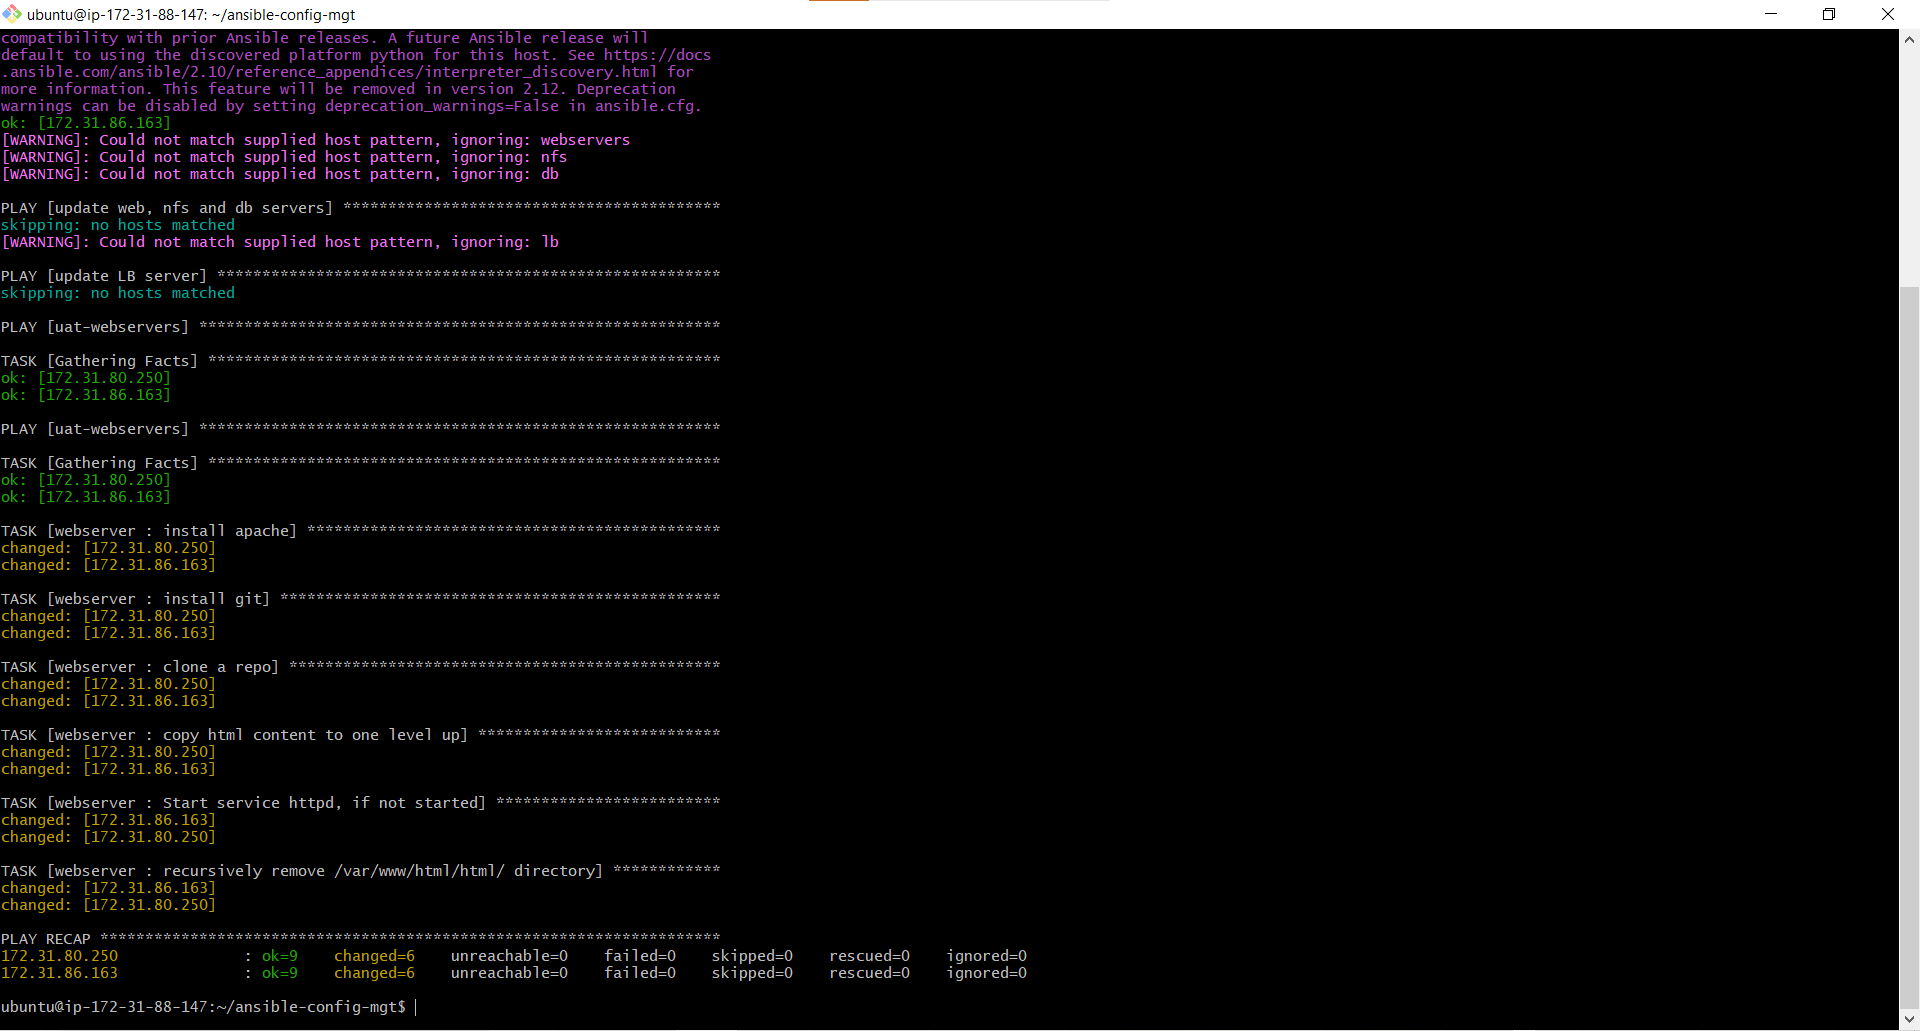 ubuntu@ip-172-31-88-147: ~/ansible-config-mgt
compatibility with prior Ansible releases. A future Ansible release will
default to using the discovered platform python for this host. See https://docs
.ansible.com/ansible/2.10/reference_appendices/interpreter_discovery.html for
more information. This feature will be removed in version 2.12. Deprecation
warnings can be disabled by setting deprecation_warnings=False in ansible.cfg.
ok: [172.31.86.163]
[WARNING]: Could not match supplied host pattern, ignoring: webservers
[WARNING]: Could not match supplied host pattern, ignoring: nfs
[WARNING]: Could not match supplied host pattern, ignoring: db
PLAY [update web, nfs and db servers] ******************************************
skipping: no hosts matched
[WARNING]: Could not match supplied host pattern, ignoring: lb
PLAY [update LB server] ********************************************************
skipping: no hosts matched
PLAY [uat-webservers] **********************************************************
TASK [Gathering Facts] *********************************************************
ok: [172.31.80.250]
ok: [172.31.86.163]
PLAY [uat-webservers] **********************************************************
TASK [Gathering Facts] *********************************************************
ok: [172.31.80.250]
ok: [172.31.86.163]
TASK [webserver : install apache] **********************************************
changed: [172.31.80.250]
changed: [172.31.86.163]
TASK [webserver : install git] *************************************************
changed: [172.31.80.250]
changed: [172.31.86.163]
TASK [webserver : clone a repo] ************************************************
changed: [172.31.80.250]
changed: [172.31.86.163]
TASK [webserver : copy html content to one level up] ***************************
changed: [172.31.80.250]
changed: [172.31.86.163]
TASK [webserver : Start service httpd, if not started] *************************
changed: [172.31.86.163]
changed: [172.31.80.250]
TASK [webserver : recursively remove /var/www/html/html/ directory] ************
changed: [172.31.86.163]
changed: [172.31.80.250]
PLAY RECAP *********************************************************************
172.31.80.250 : ok=9 changed=6 unreachable=0 failed=0 skipped=0 rescued=0 ignored=0
172.31.86.163 : ok=9 changed=6 unreachable=0 failed=0 skipped=0 rescued=0 ignored=0
ubuntu@ip-172-31-88-147:~/ansible-config-mgt$